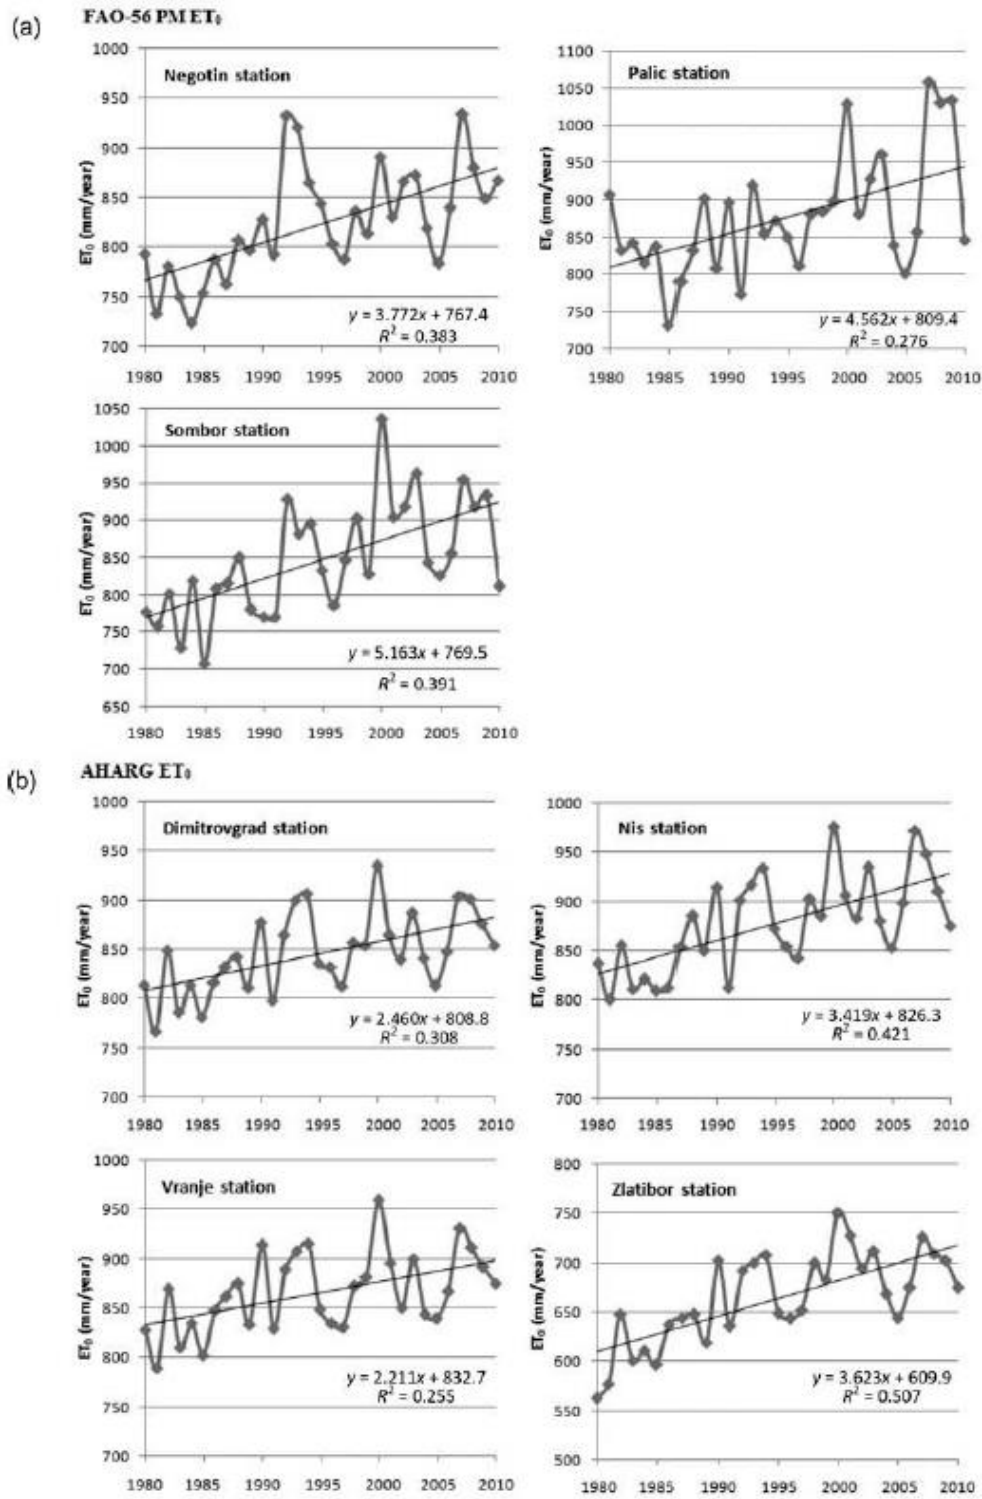 (a)
FAO-56 PM ET₀
Negotin station
ET₀ (mm/year)
1000
950
900
850
800
750
700
y = 3.772x + 767.4
R² = 0.383
1980 1985 1990 1995 2000 2005 2010
Palic station
ET₀ (mm/year)
1100
1050
1000
950
900
850
800
750
700
y = 4.562x + 809.4
R² = 0.276
1980 1985 1990 1995 2000 2005 2010
Sombor station
ET₀ (mm/year)
1050
1000
950
900
850
800
750
700
650
y = 5.163x + 769.5
R² = 0.391
1980 1985 1990 1995 2000 2005 2010
(b)
AHARG ET₀
Dimitrovgrad station
ET₀ (mm/year)
1000
950
900
850
800
750
700
y = 2.460x + 808.8
R² = 0.308
1980 1985 1990 1995 2000 2005 2010
Nis station
ET₀ (mm/year)
1000
950
900
850
800
750
700
y = 3.419x + 826.3
R² = 0.421
1980 1985 1990 1995 2000 2005 2010
Vranje station
ET₀ (mm/year)
1000
950
900
850
800
750
700
y = 2.211x + 832.7
R² = 0.255
1980 1985 1990 1995 2000 2005 2010
Zlatibor station
ET₀ (mm/year)
800
750
700
650
600
550
500
y = 3.623x + 609.9
R² = 0.507
1980 1985 1990 1995 2000 2005 2010